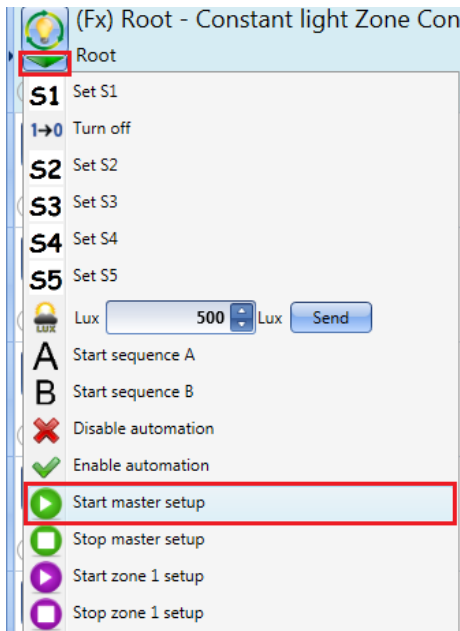 (Fx) Root - Constant light Zone Con
Root
S1 Set S1
1→0 Turn off
S2 Set S2
S3 Set S3
S4 Set S4
S5 Set S5
LUX Lux 500 Lux Send
A Start sequence A
B Start sequence B
Disable automation
Enable automation
Start master setup
Stop master setup
Start zone 1 setup
Stop zone 1 setup